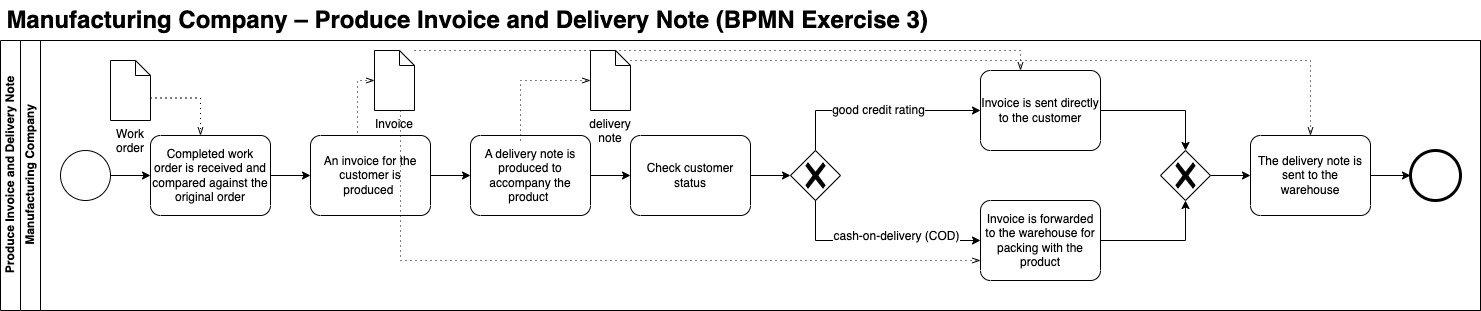 Manufacturing Company – Produce Invoice and Delivery Note (BPMN Exercise 3)
Produce Invoice and Delivery Note
Manufacturing Company
Work
order
Invoice
delivery
note
Completed work
order is received and
compared against the
original order
An invoice for the
customer is
produced
A delivery note is
produced to
accompany the
product
Check customer
status
good credit rating
cash-on-delivery (COD)
Invoice is sent directly
to the customer
Invoice is forwarded
to the warehouse for
packing with the
product
The delivery note is
sent to the
warehouse